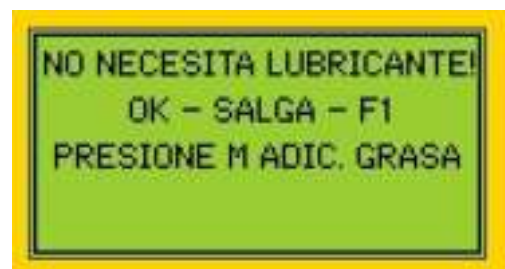 NO NECESITA LUBRICANTE!
OK - SALGA - F1
PRESIONE M ADIC. GRASA